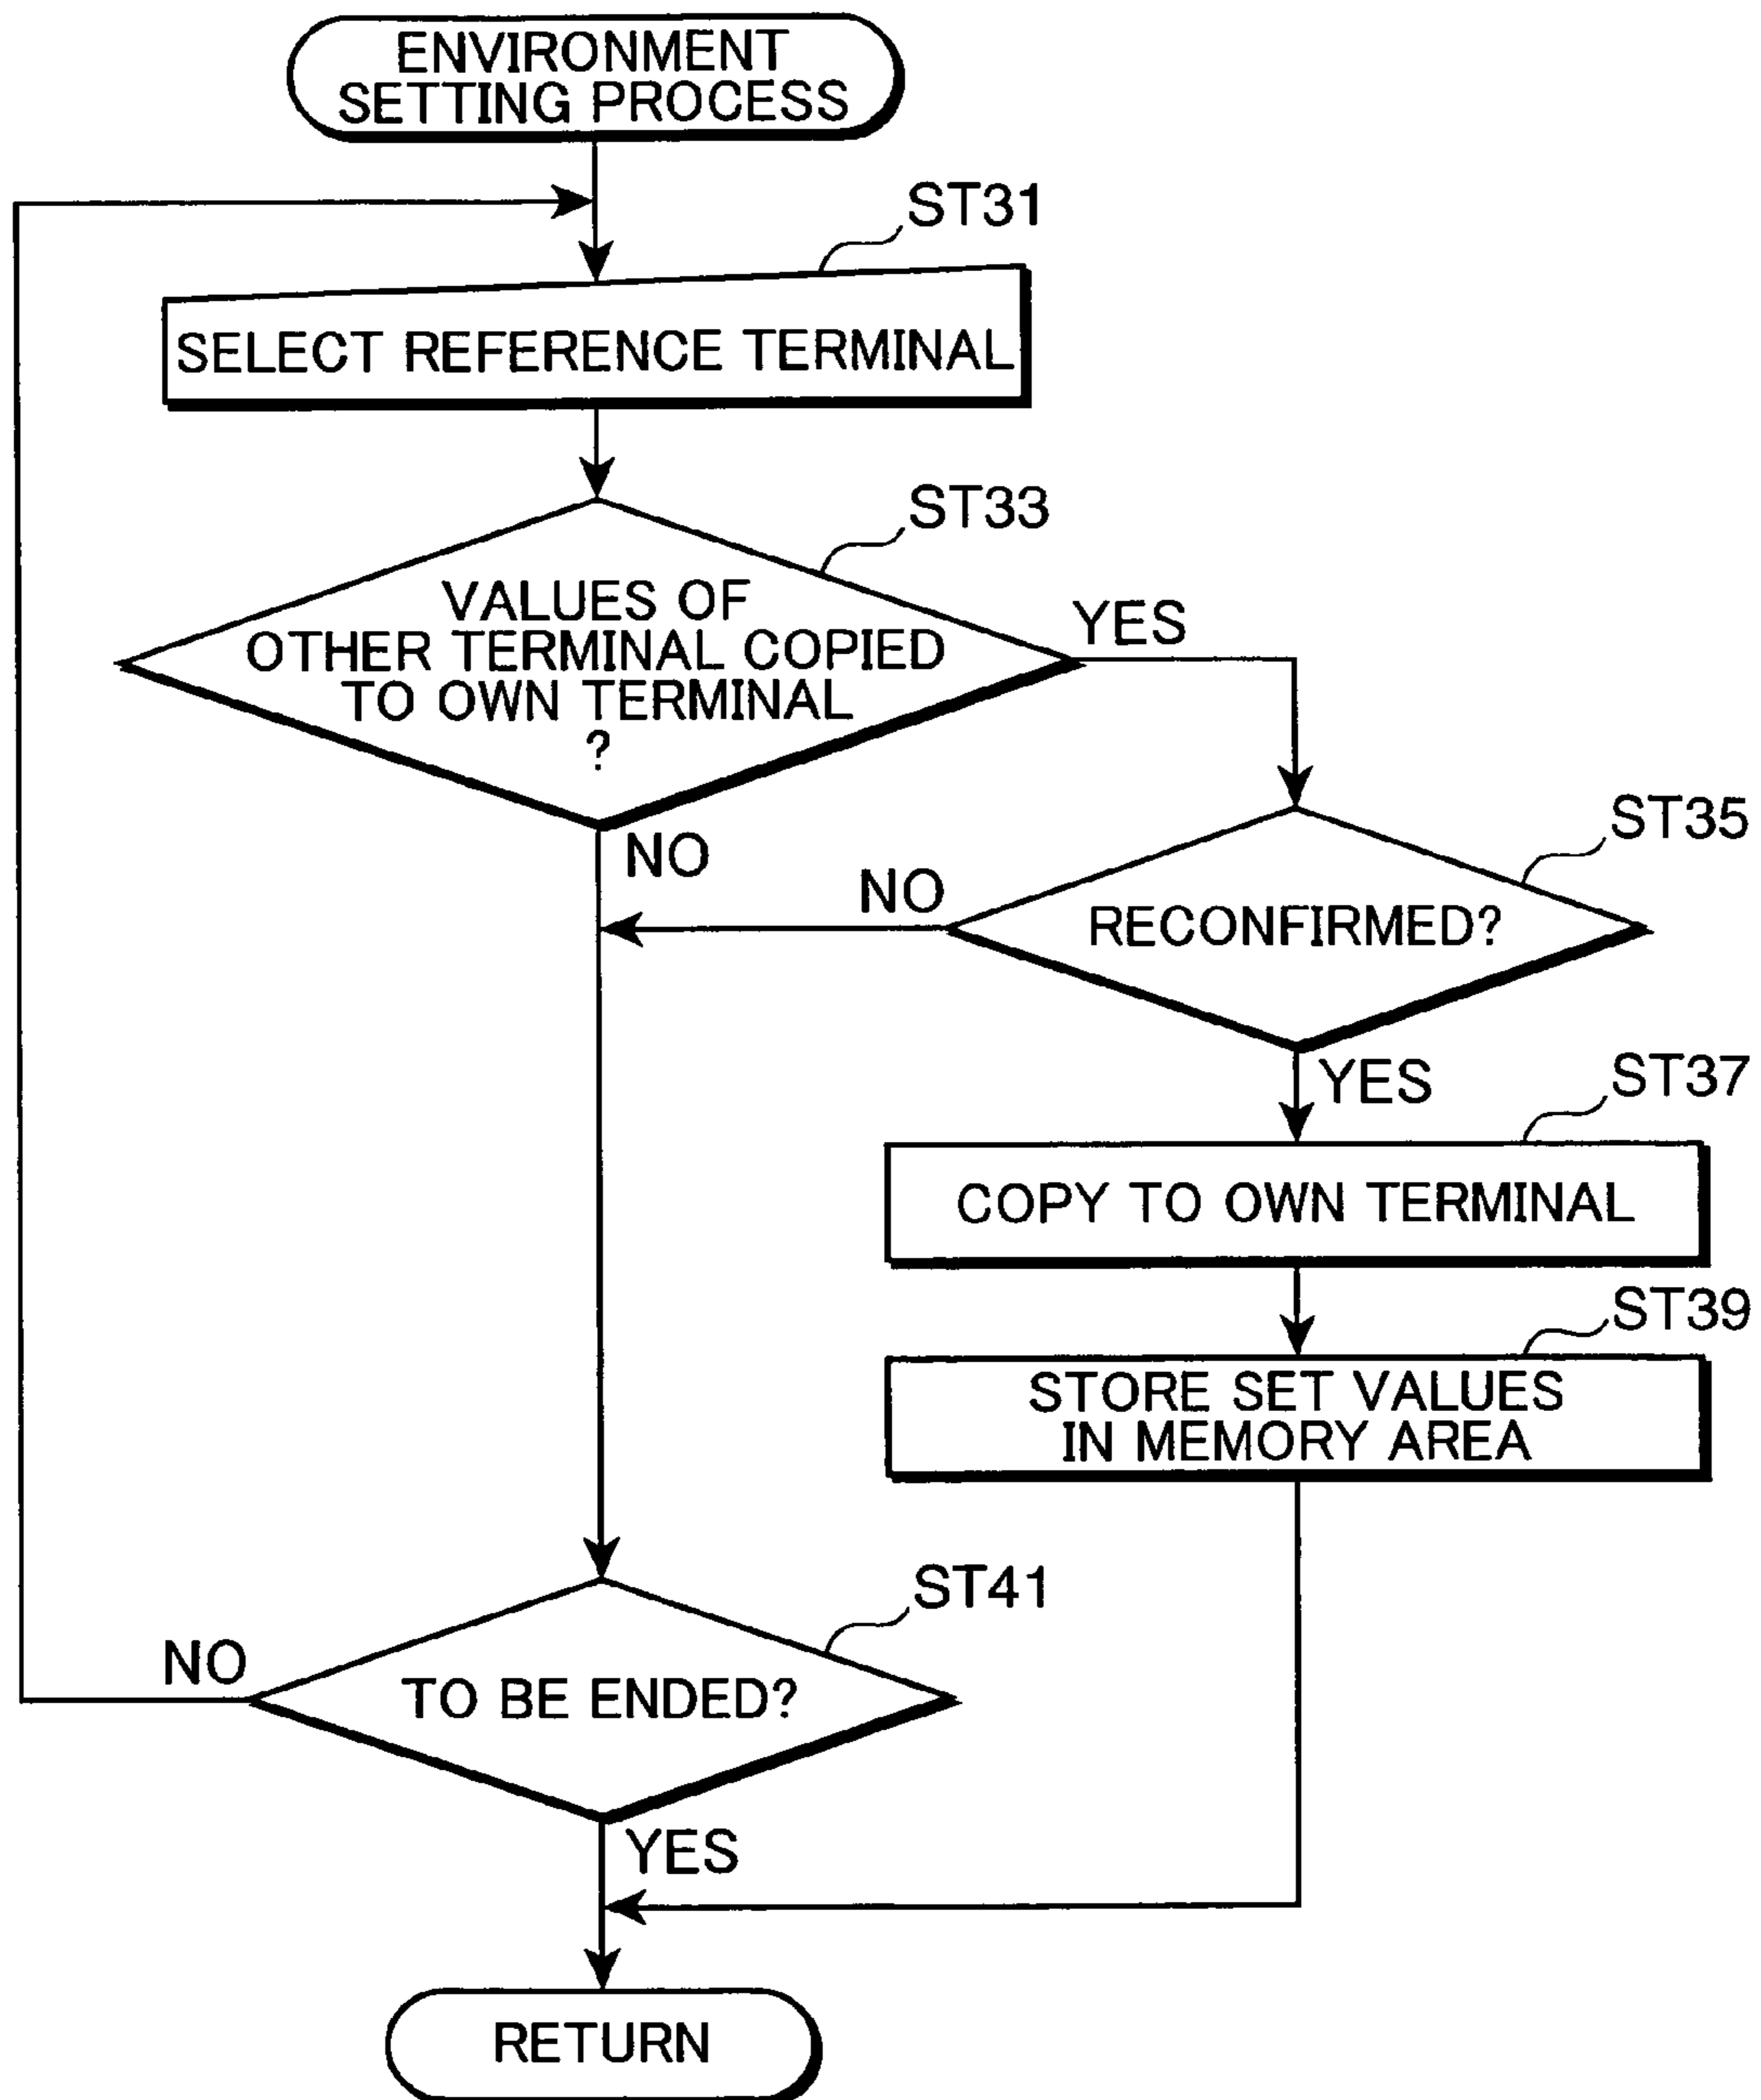 ENVIRONMENT
SETTING PROCESS
ST31
SELECT REFERENCE TERMINAL
ST33
VALUES OF
OTHER TERMINAL COPIED
TO OWN TERMINAL
?
YES
NO
ST35
NO
RECONFIRMED?
YES
ST37
COPY TO OWN TERMINAL
ST39
STORE SET VALUES
IN MEMORY AREA
ST41
NO
TO BE ENDED?
YES
RETURN